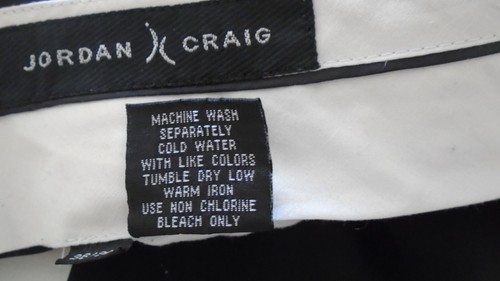 JORDAN CRAIG
MACHINE WASH
SEPARATELY
COLD WATER
WITH LIKE COLORS
TUMBLE DRY LOW
WARM IRON
USE NON CHLORINE
BLEACH ONLY